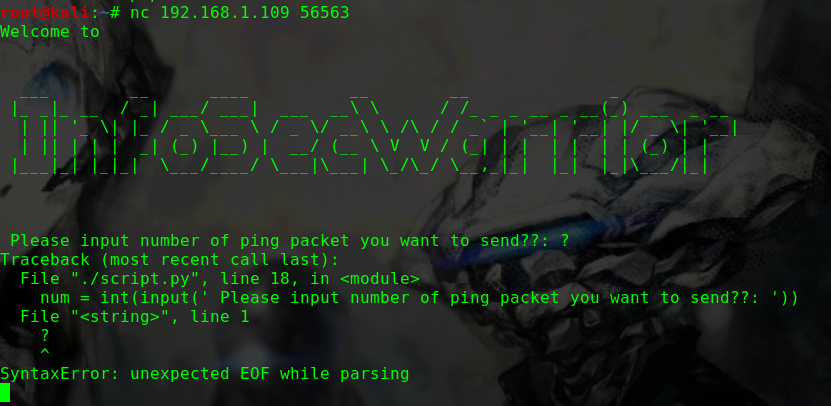 root@kali:~# nc 192.168.1.109 56563
Welcome to
InfoSecWarrior
Please input number of ping packet you want to send??: ?
Traceback (most recent call last):
File "./script.py", line 18, in <module>
num = int(input(' Please input number of ping packet you want to send??: '))
File "<string>", line 1
?
^
SyntaxError: unexpected EOF while parsing